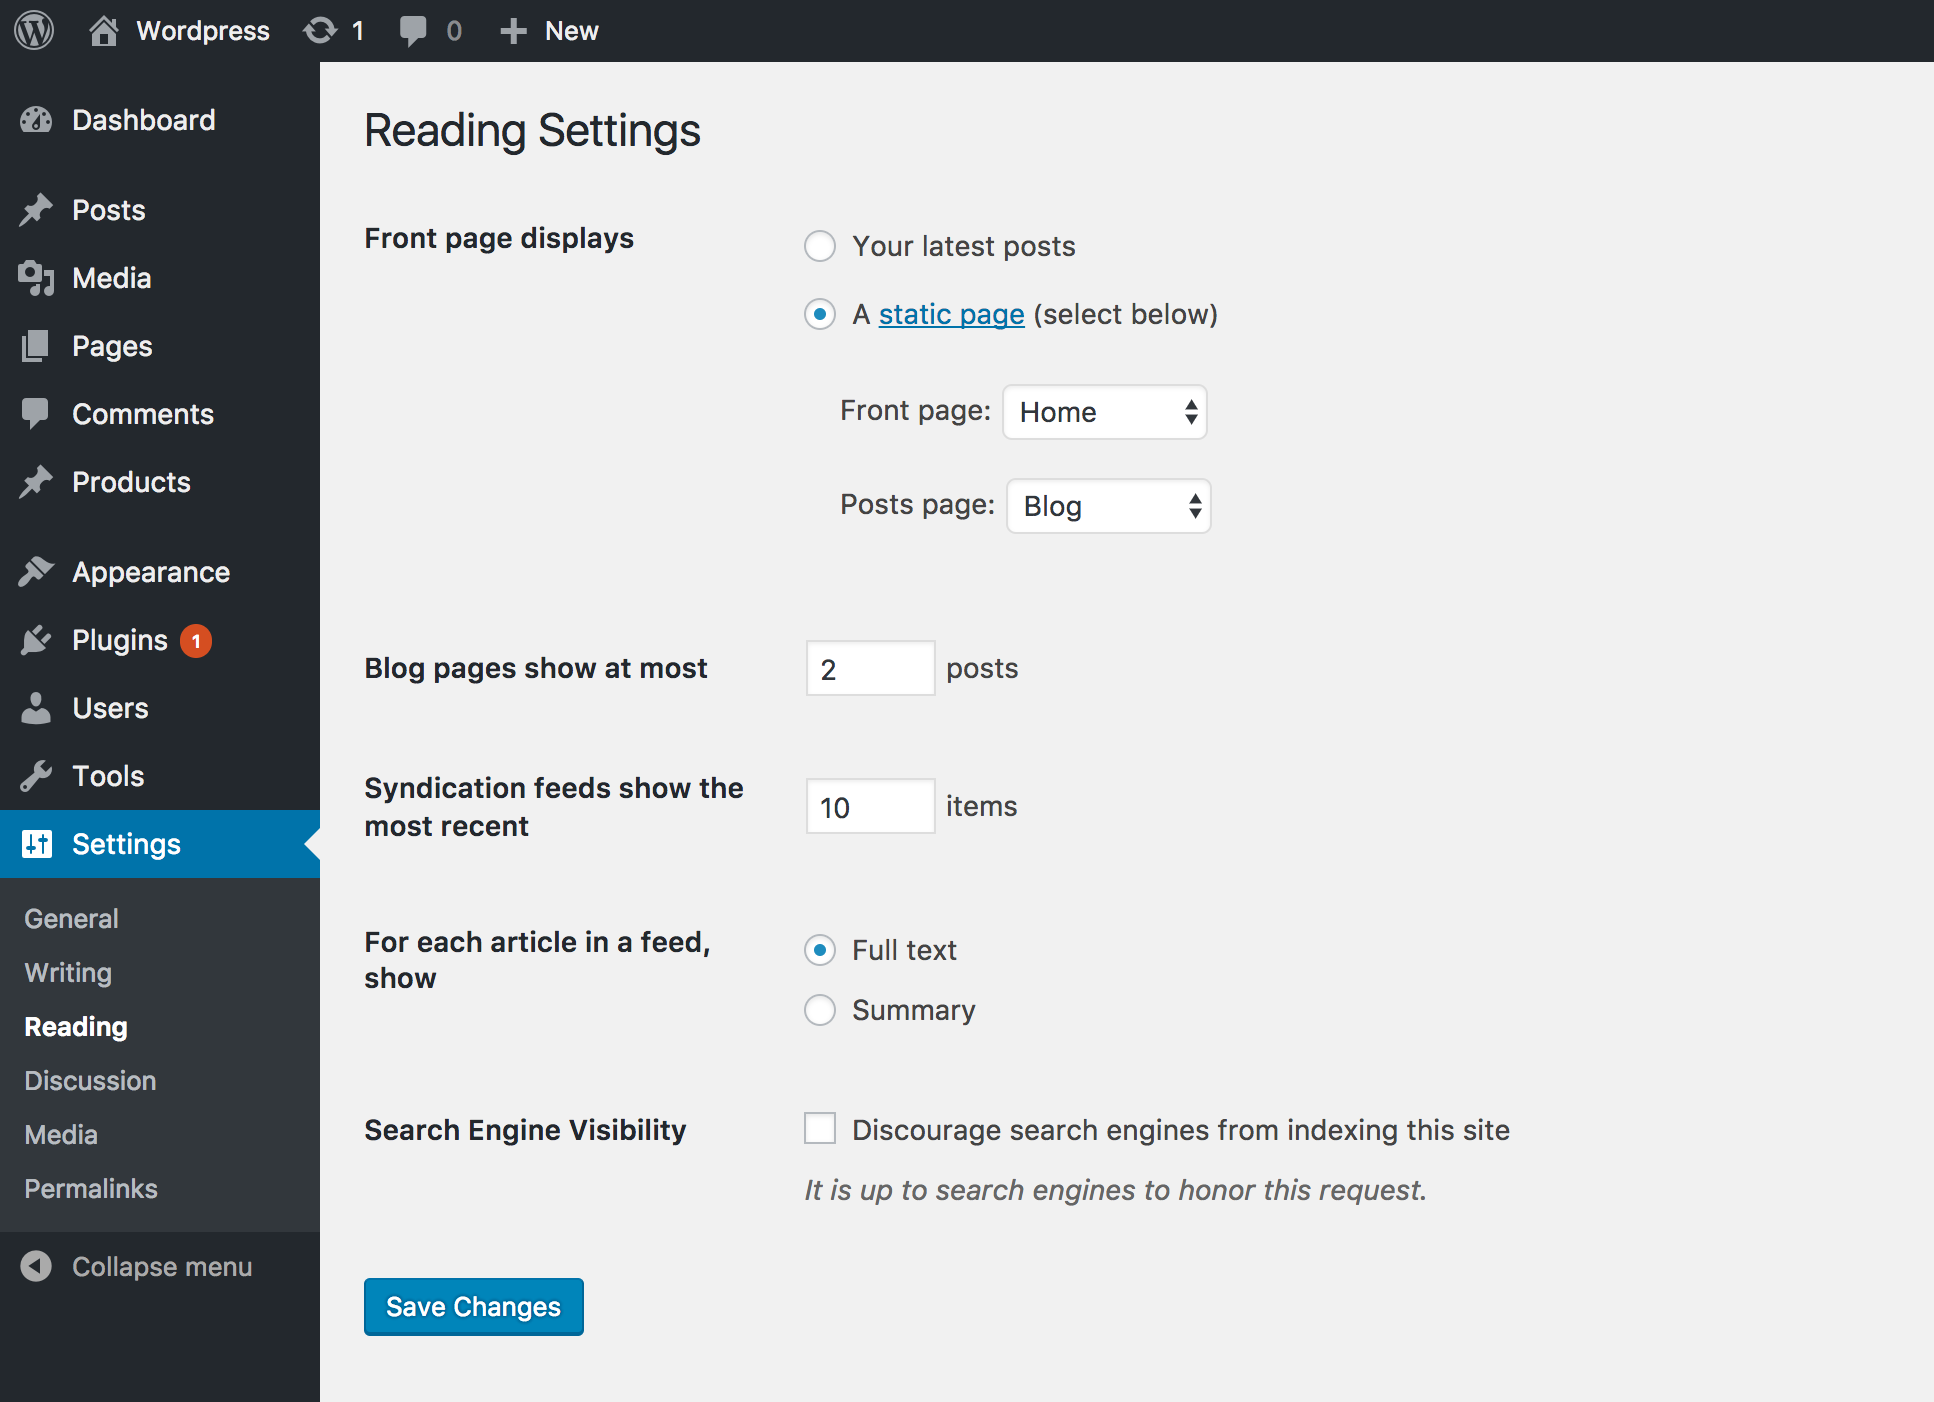 Wordpress 1 0 New
Dashboard
Posts
Media
Pages
Comments
Products
Appearance
Plugins 1
Users
Tools
Settings
General
Writing
Reading
Discussion
Media
Permalinks
Collapse menu
Reading Settings
Front page displays
Your latest posts
A static page (select below)
Front page: Home
Posts page: Blog
Blog pages show at most 2 posts
Syndication feeds show the
most recent
10 items
For each article in a feed,
show
Full text
Summary
Search Engine Visibility
Discourage search engines from indexing this site
It is up to search engines to honor this request.
Save Changes